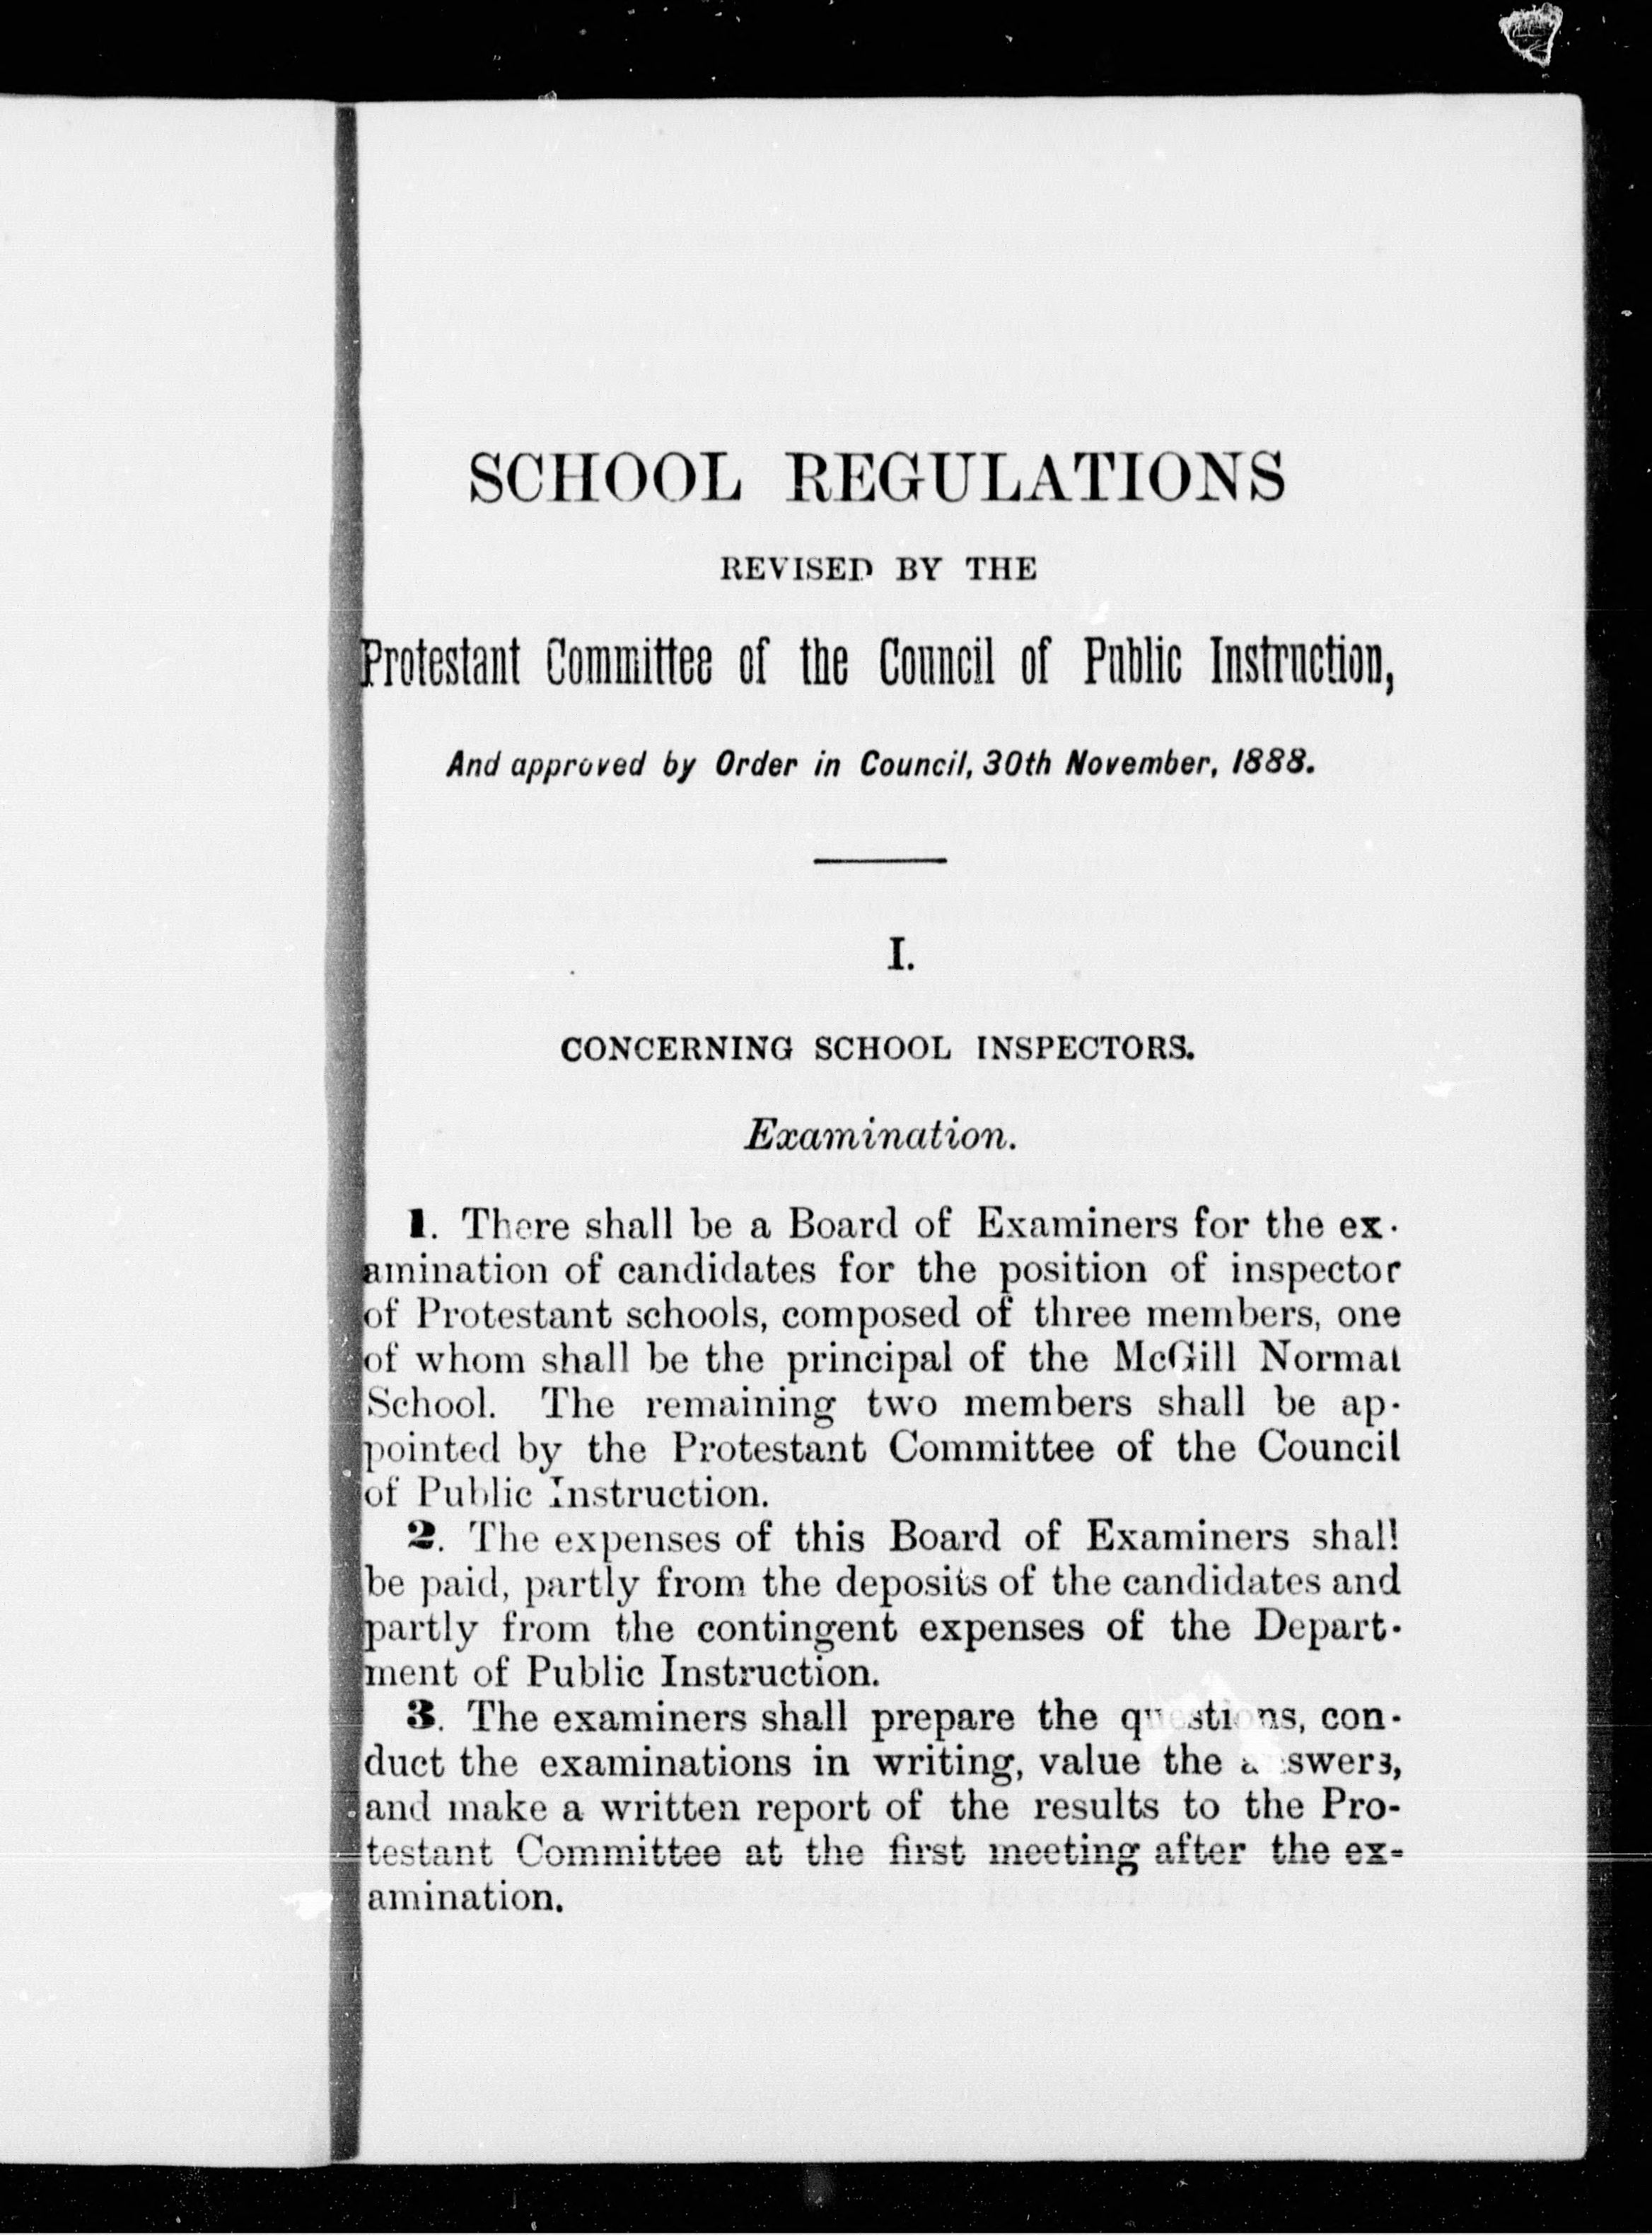 SCHOOL REGULATIONS
REVISED BY THE
Protestant Committee of the Council of Public Instruction,
And approved by Order in Council, 30th November, 1888.
I.
CONCERNING SCHOOL INSPECTORS.
Examination.
1. There shall be a Board of Examiners for the ex-
amination of candidates for the position of inspector
of Protestant schools, composed of three members, one
of whom shall be the principal of the McGill Normal
School. The remaining two members shall be ap-
pointed by the Protestant Committee of the Council
of Public Instruction.
2. The expenses of this Board of Examiners shall
be paid, partly from the deposits of the candidates and
partly from the contingent expenses of the Depart-
ment of Public Instruction.
3. The examiners shall prepare the questions, con-
duct the examinations in writing, value the answers,
and make a written report of the results to the Pro-
testant Committee at the first meeting after the ex-
amination.